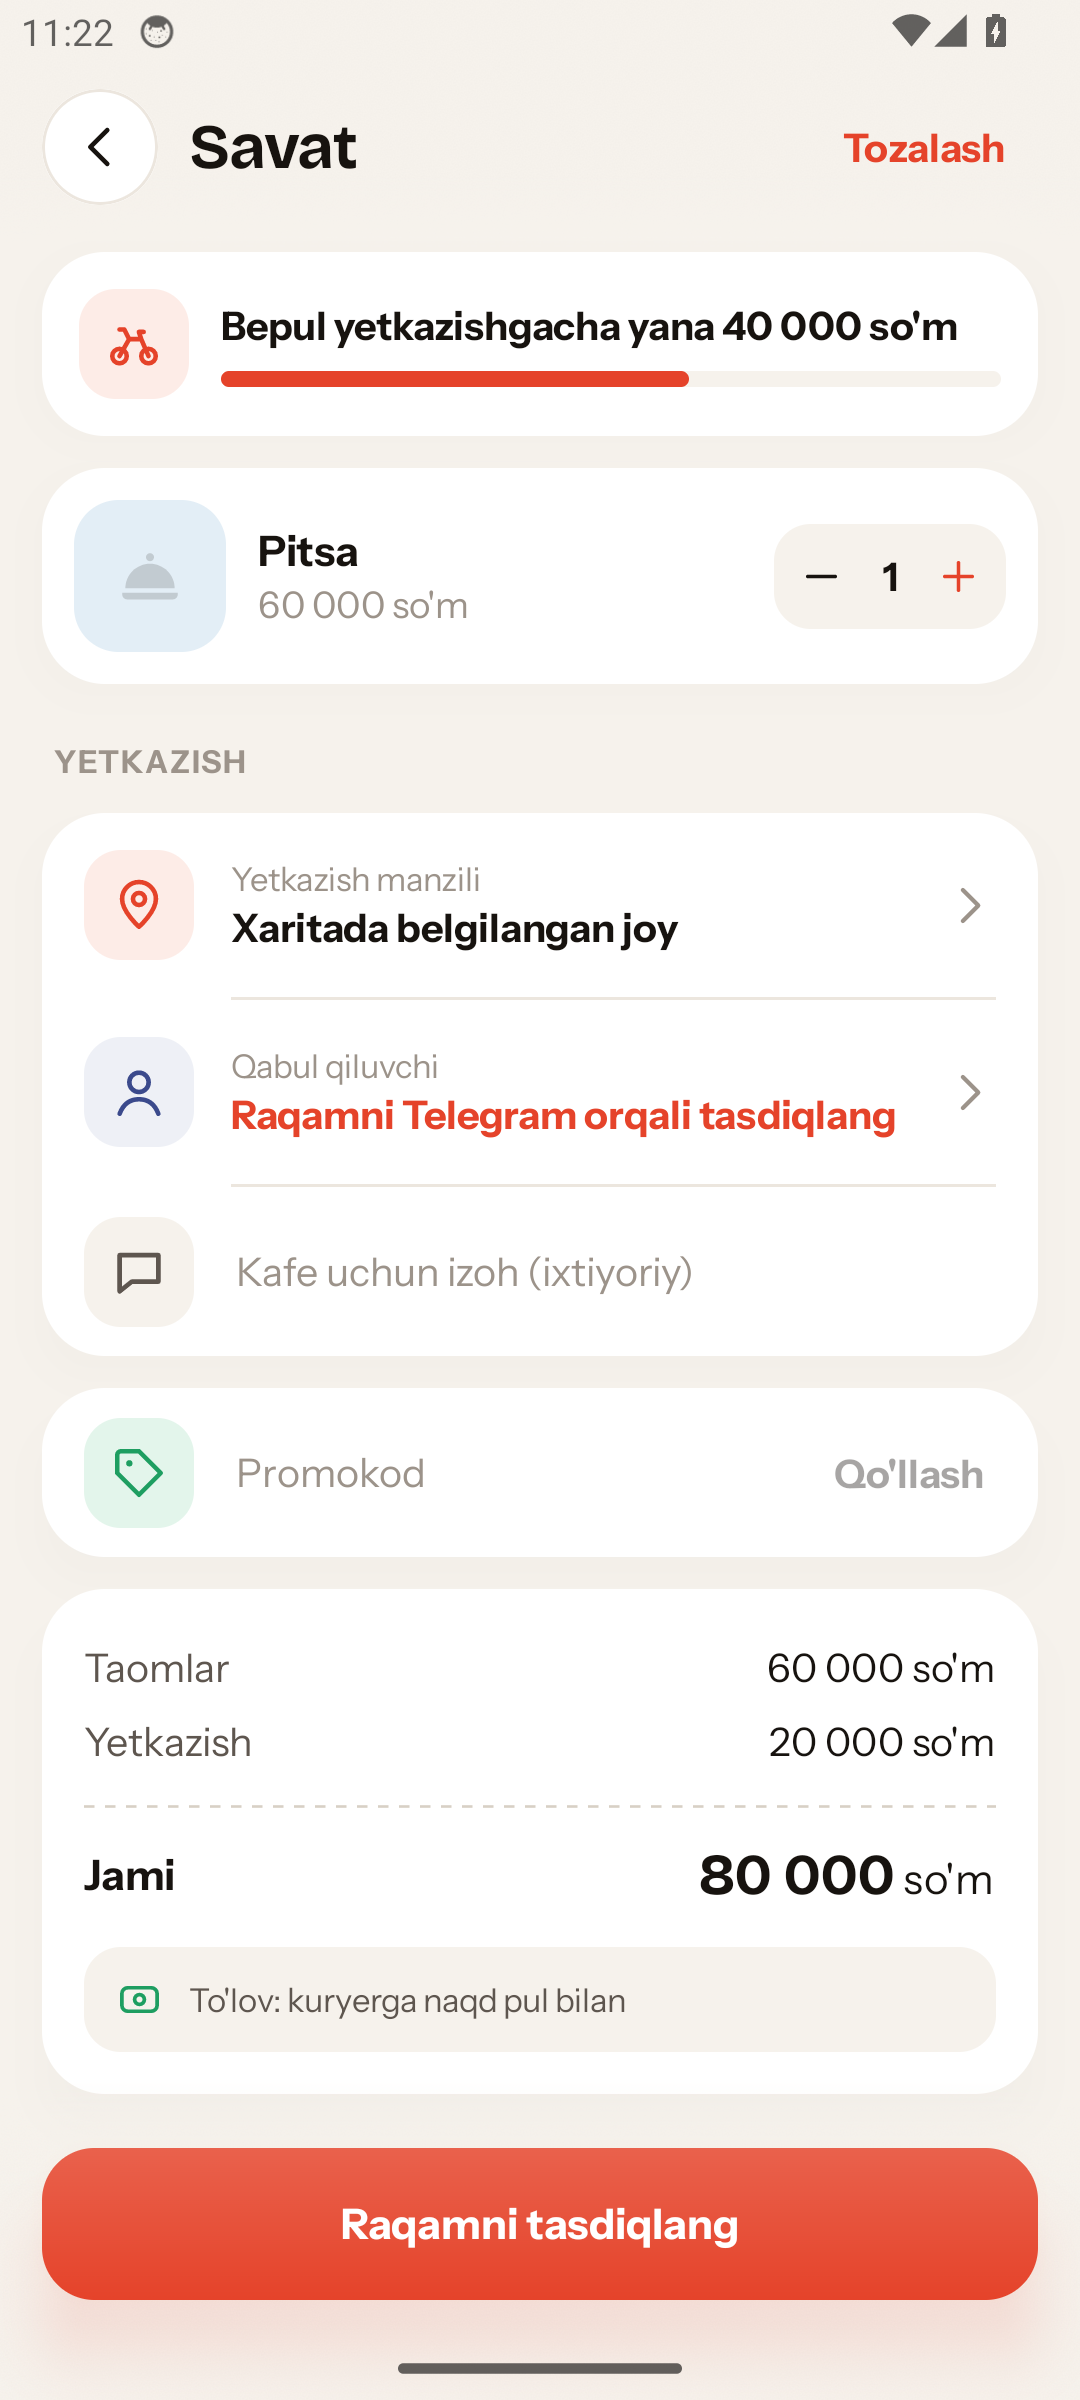 11:22
Savat
Tozalash
Bepul yetkazishgacha yana 40 000 so'm
Pitsa
60 000 so'm
1
YETKAZISH
Yetkazish manzili
Xaritada belgilangan joy
Qabul qiluvchi
Raqamni Telegram orqali tasdiqlang
Kafe uchun izoh (ixtiyoriy)
Promokod
Qo'llash
Taomlar 60 000 so'm
Yetkazish 20 000 so'm
Jami 80 000 so'm
To'lov: kuryerga naqd pul bilan
Raqamni tasdiqlang